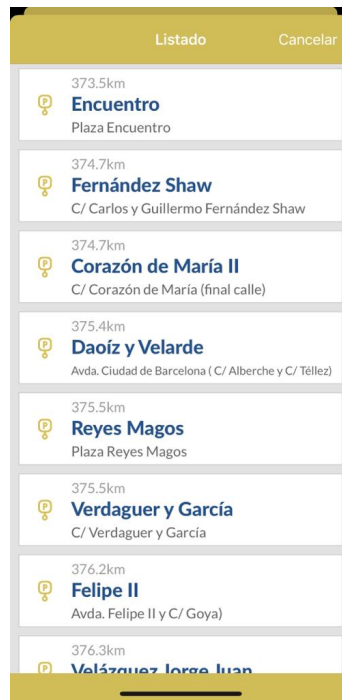 Listado
Cancelar
373.5km
P
Encuentro
Plaza Encuentro
374.7km
P
Fernández Shaw
C/ Carlos y Guillermo Fernández Shaw
374.7km
P
Corazón de María II
C/ Corazón de María (final calle)
375.4km
P
Daoíz y Velarde
Avda. Ciudad de Barcelona ( C/ Alberche y C/ Téllez)
375.5km
P
Reyes Magos
Plaza Reyes Magos
375.5km
P
Verdaguer y García
C/ Verdaguer y García
376.2km
P
Felipe II
Avda. Felipe II y C/ Goya)
376.3km
P
Velázquez Jorge Juan